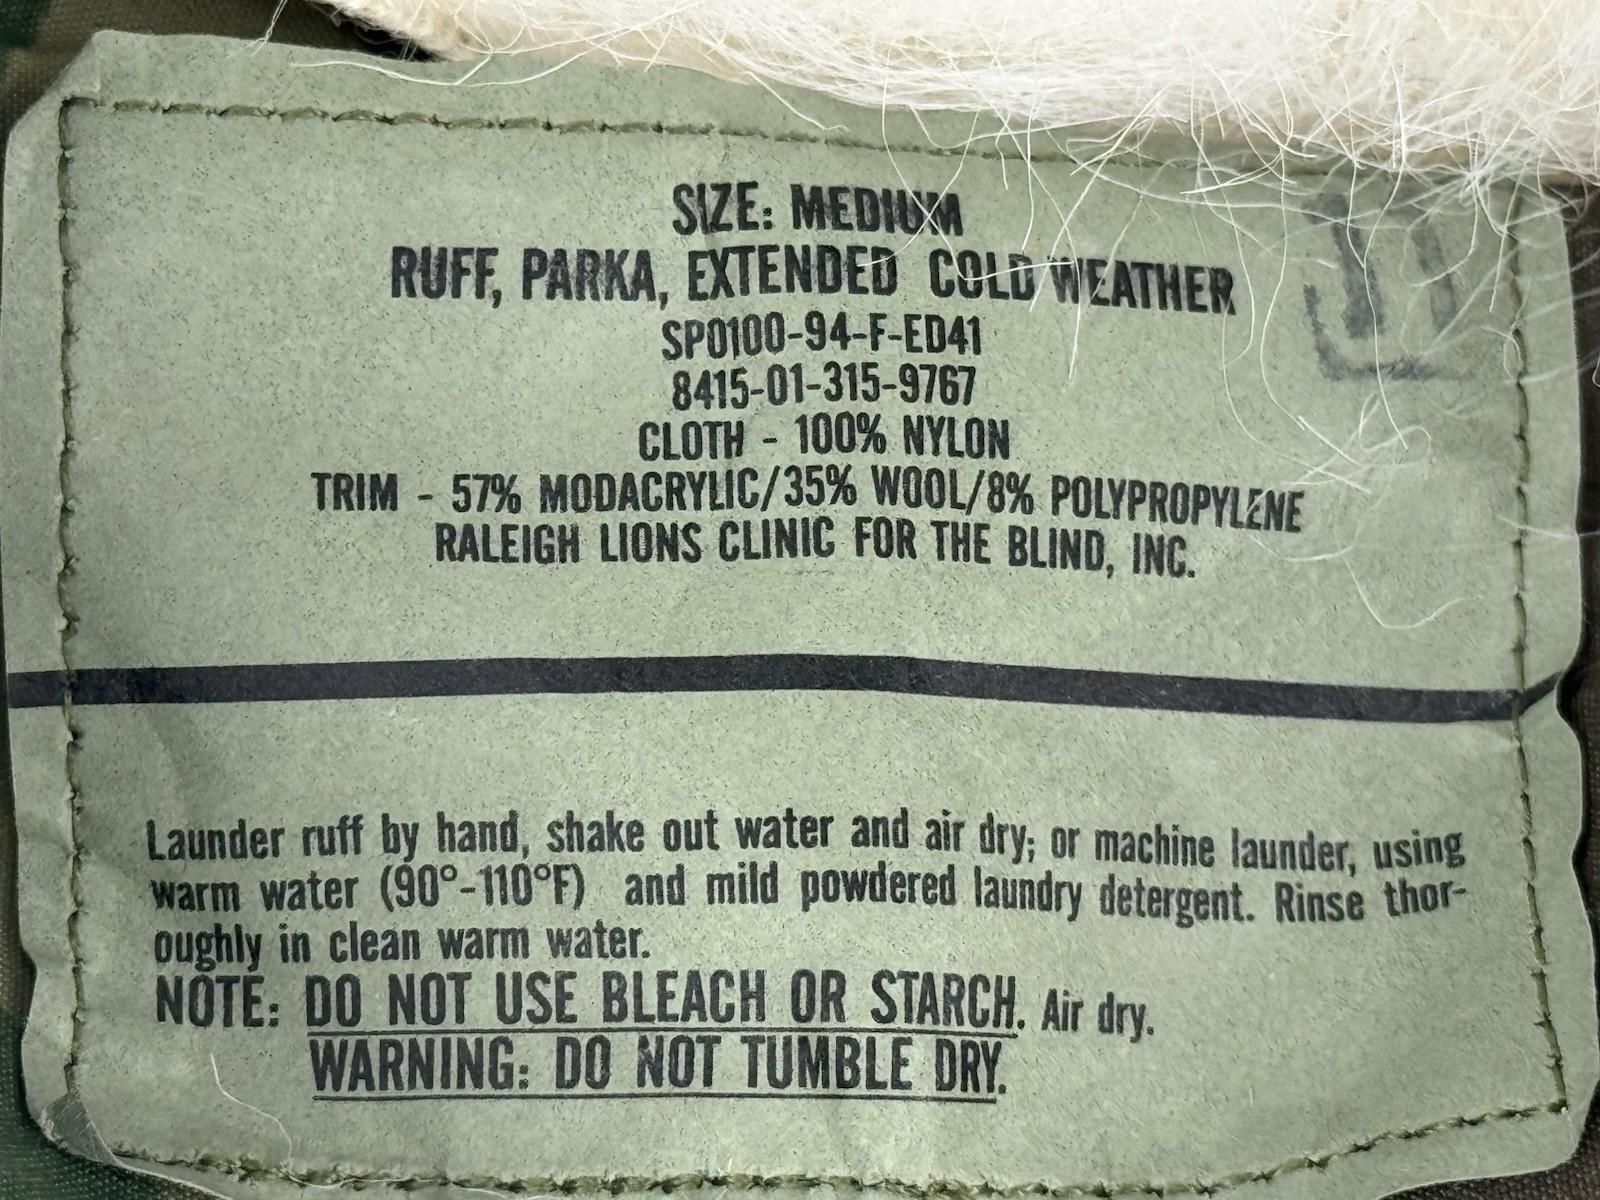 SIZE: MEDIUM
RUFF, PARKA, EXTENDED COLD WEATHER
SPO100-94-F-ED41
8415-01-315-9767
CLOTH - 100% NYLON
TRIM - 57% MODACRYLIC/35% WOOL/8% POLYPROPYLENE
RALEIGH LIONS CLINIC FOR THE BLIND, INC.
Launder ruff by hand, shake out water and air dry; or machine launder, using
warm water (90°-110°F) and mild powdered laundry detergent. Rinse thor-
oughly in clean warm water.
NOTE: DO NOT USE BLEACH OR STARCH. Air dry.
WARNING: DO NOT TUMBLE DRY.